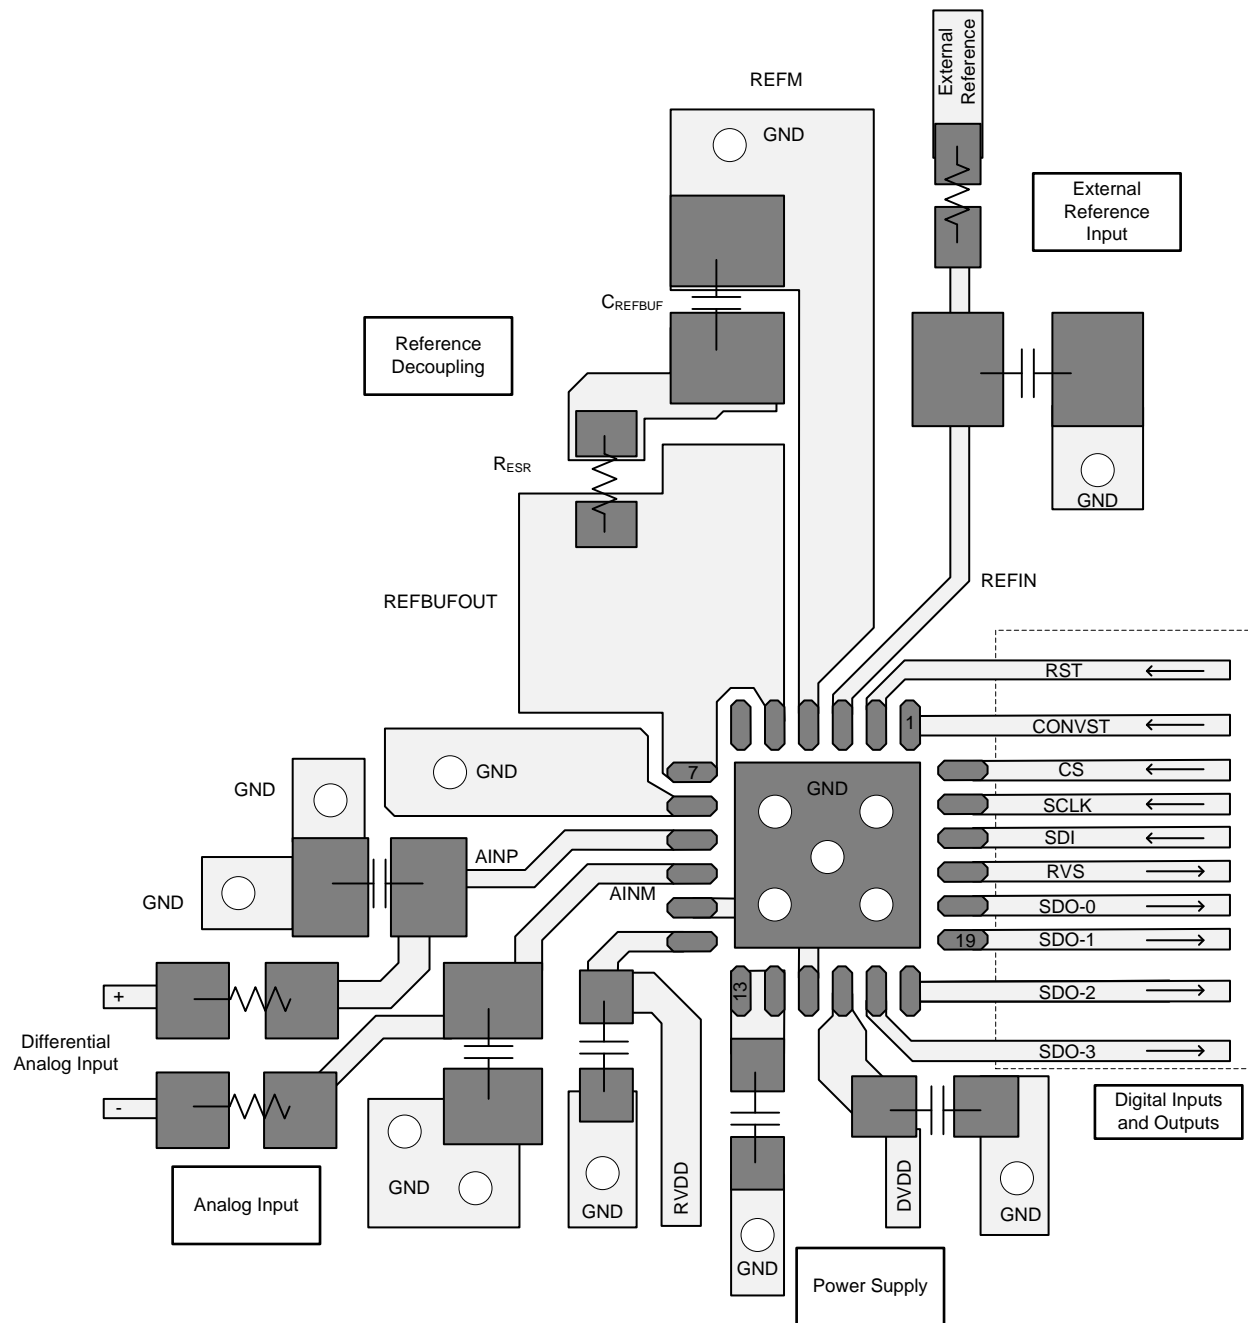 External
Reference
REFM
GND
External
Reference
Input
CREFBUF
Reference
Decoupling
RESR
GND
REFIN
REFBUFOUT
RST
1
CONVST
7
GND
CS
GND
GND
SCLK
SDI
AINP
RVS
GND
AINM
SDO-0
19
SDO-1
13
SDO-2
+
Differential
Analog Input
SDO-3
-
Digital Inputs
and Outputs
GND
RVDD
DVDD
Analog Input
GND
GND
GND
Power Supply